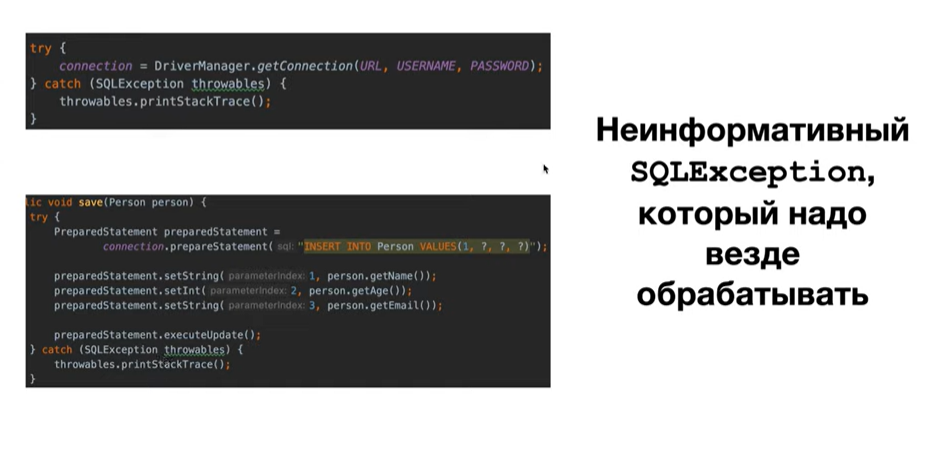 try {
connection = DriverManager.getConnection(URL, USERNAME, PASSWORD);
} catch (SQLException throwables) {
throwables.printStackTrace();
}
lic void save(Person person) {
try {
PreparedStatement preparedStatement =
connection.prepareStatement( sql: "INSERT INTO Person VALUES(1, ?, ?, ?)");
preparedStatement.setString( parameterIndex: 1, person.getName());
preparedStatement.setInt( parameterIndex: 2, person.getAge());
preparedStatement.setString( parameterIndex: 3, person.getEmail());
preparedStatement.executeUpdate();
} catch (SQLException throwables) {
throwables.printStackTrace();
}
Неинформативный
SQLException,
который надо
везде
обрабатывать